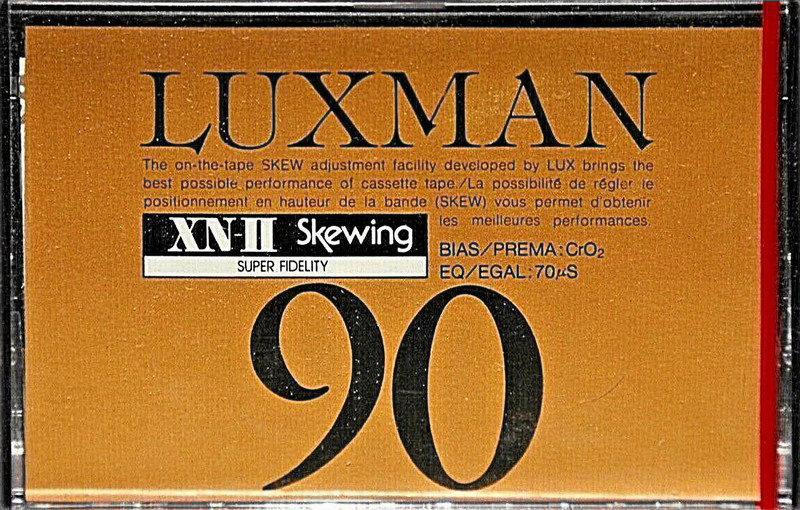 LUXMAN
The on-the-tape SKEW adjustment facility developed by LUX brings the
best possible performance of cassette tape./La possibilité de régler le
positionnement en hauteur de la bande (SKEW) vous permet d'obtenir
les meilleures performances.
XN-II Skewing
SUPER FIDELITY
BIAS/PREMA:CrO₂
EQ/EGAL:70μS
90